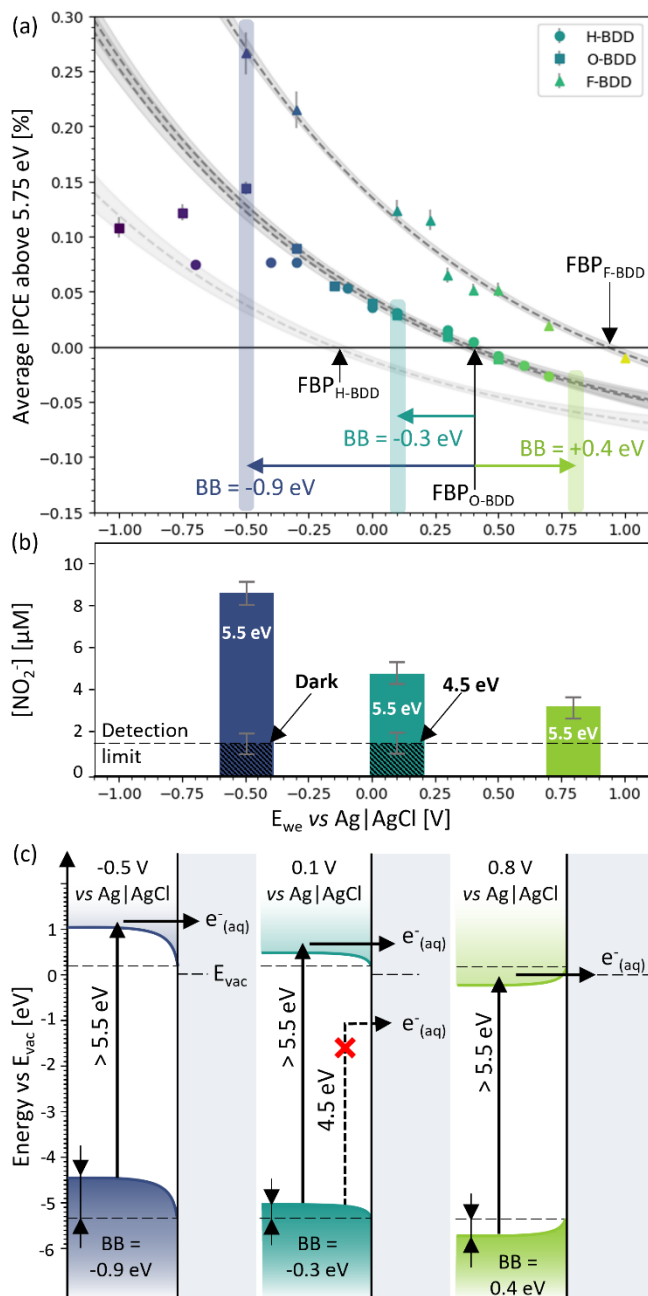 (a)
0.30
0.25
0.20
0.15
0.10
0.05
0.00
−0.05
−0.10
−0.15
Average IPCE above 5.75 eV [%]
H-BDD
O-BDD
F-BDD
FBP_F-BDD
FBP_H-BDD
BB = -0.3 eV
BB = +0.4 eV
BB = -0.9 eV
FBP_O-BDD
−1.00 −0.75 −0.50 −0.25 0.00 0.25 0.50 0.75 1.00
(b)
10
8
6
4
2
0
[NO₂⁻] [µM]
5.5 eV
Dark
4.5 eV
5.5 eV
5.5 eV
Detection
limit
-1.00 -0.75 -0.50 -0.25 0.00 0.25 0.50 0.75 1.00
E_we vs Ag|AgCl [V]
(c)
-0.5 V
vs Ag|AgCl
0.1 V
vs Ag|AgCl
0.8 V
vs Ag|AgCl
Energy vs E_vac [eV]
1
0
-1
-2
-3
-4
-5
-6
e⁻(aq)
e⁻(aq)
e⁻(aq)
E_vac
e⁻(aq)
> 5.5 eV
> 5.5 eV
4.5 eV
> 5.5 eV
BB =
-0.9 eV
BB =
-0.3 eV
BB =
0.4 eV